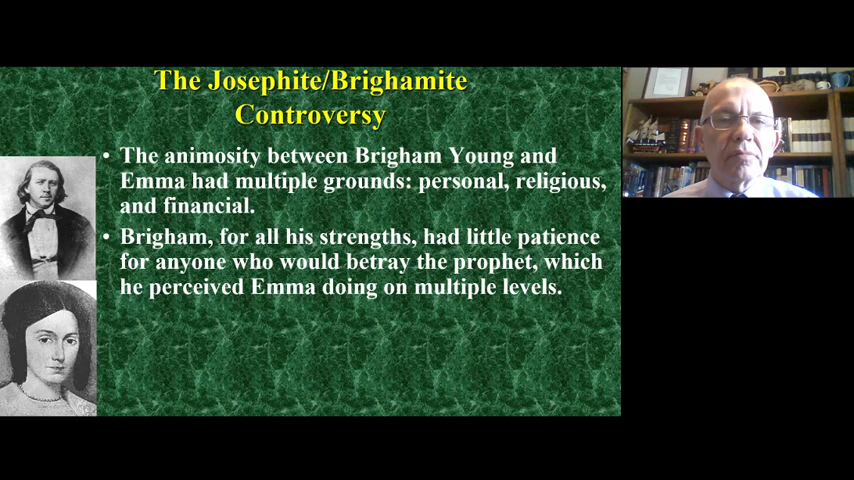 The Josephite/Brighamite
Controversy
• The animosity between Brigham Young and
Emma had multiple grounds: personal, religious,
and financial.
• Brigham, for all his strengths, had little patience
for anyone who would betray the prophet, which
he perceived Emma doing on multiple levels.